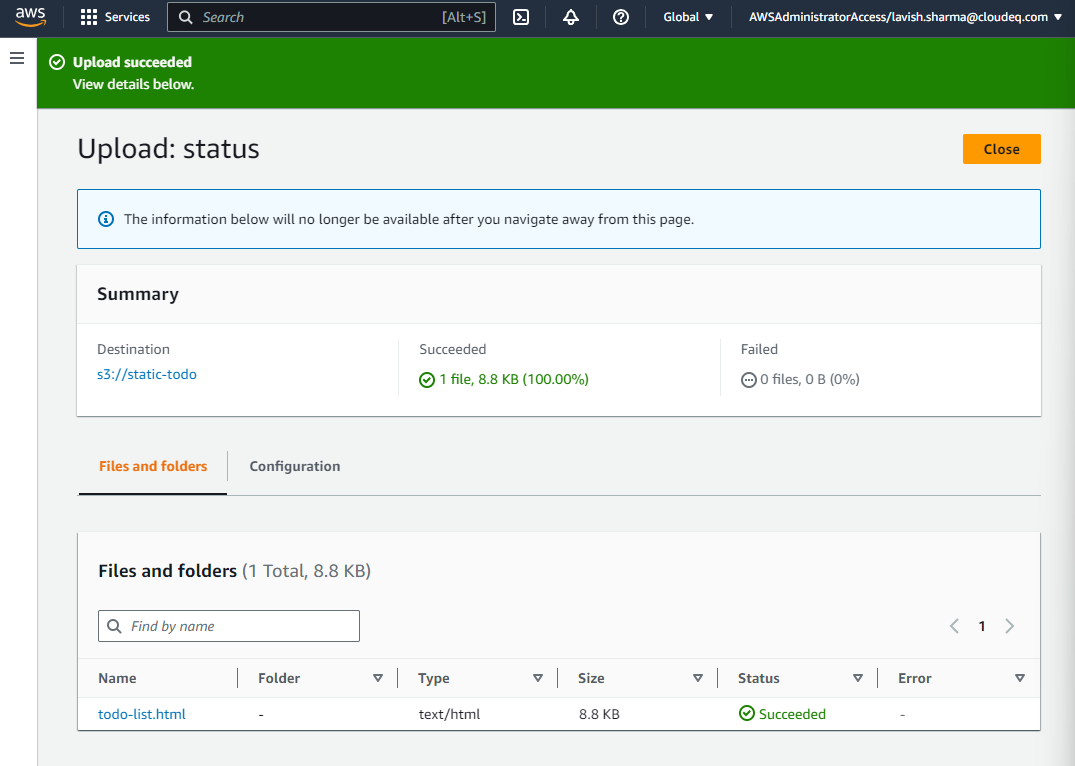 aws
Services
Search [Alt+S]
Global
AWSAdministratorAccess/lavish.sharma@cloudeq.com
Upload succeeded
View details below.
Upload: status
Close
The information below will no longer be available after you navigate away from this page.
Summary
Destination
s3://static-todo
Succeeded
1 file, 8.8 KB (100.00%)
Failed
0 files, 0 B (0%)
Files and folders
Configuration
Files and folders (1 Total, 8.8 KB)
Find by name
1
Name Folder Type Size Status Error
todo-list.html - text/html 8.8 KB Succeeded -